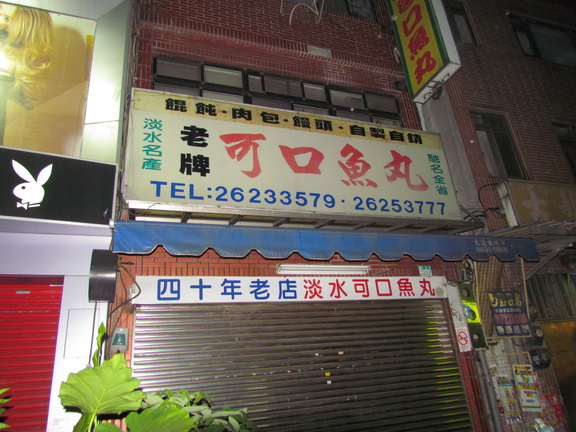 可口魚丸
餛飩·肉包·饅頭·自製自銷
淡水名產
老牌
可口魚丸
馳名全省
TEL:26233579·26253777
四十年老店淡水可口魚丸